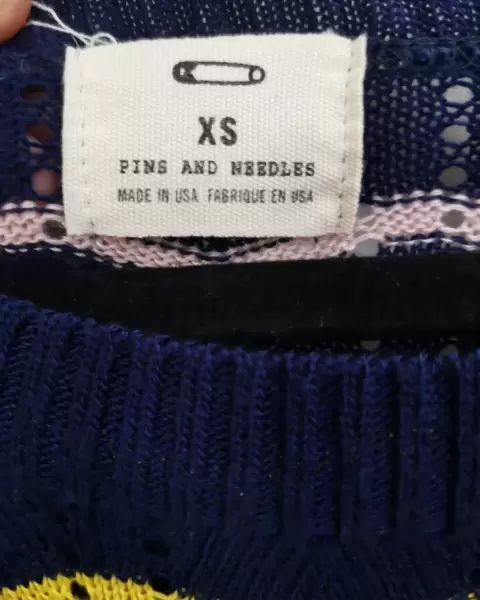 XS
PINS AND NEEDLES
MADE IN USA FABRIQUE EN USA